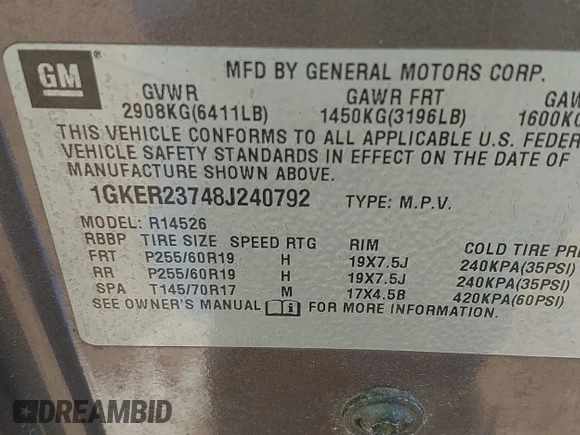 GM
MFD BY GENERAL MOTORS CORP.
GVWR GAWR FRT
2908KG(6411LB) 1450KG(3196LB)
THIS VEHICLE CONFORMS TO ALL APPLICABLE U.S.
VEHICLE SAFETY STANDARDS IN EFFECT ON THE DATE OF
MANUFACTURE SHOWN ABOVE.
1GKER23748J240792 TYPE: M.P.V.
MODEL: R14526
RBBP TIRE SIZE SPEED RTG RIM COLD TIRE
FRT P255/60R19 H 19X7.5J 240KPA(35PSI)
RR P255/60R19 H 19X7.5J 240KPA(35PSI)
SPA T145/70R17 M 17X4.5B 420KPA(60PSI)
SEE OWNER'S MANUAL FOR MORE INFORMATION.
DREAMBID